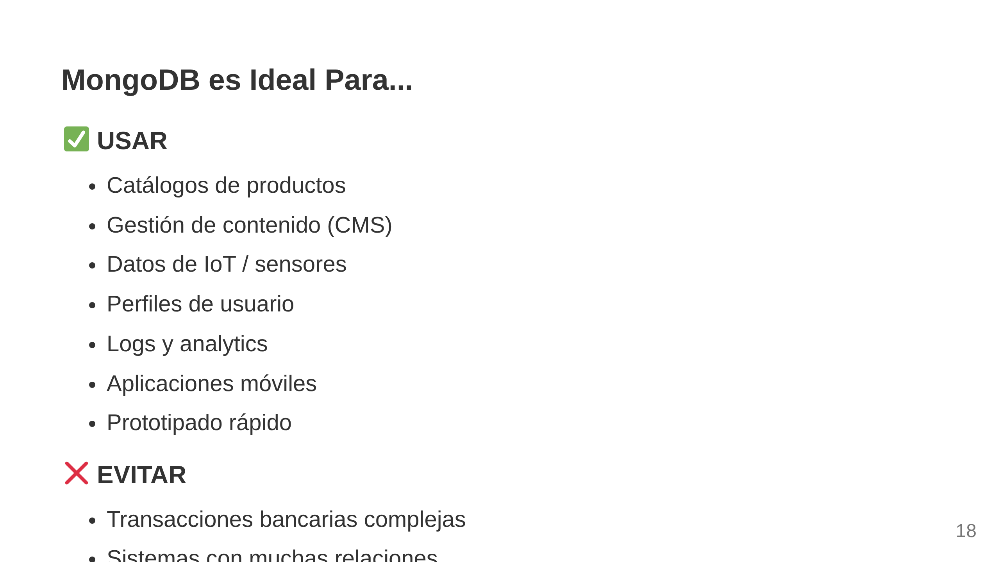 MongoDB es Ideal Para...
✅ USAR
• Catálogos de productos
• Gestión de contenido (CMS)
• Datos de IoT / sensores
• Perfiles de usuario
• Logs y analytics
• Aplicaciones móviles
• Prototipado rápido
❌ EVITAR
• Transacciones bancarias complejas
• Sistemas con muchas relaciones
18